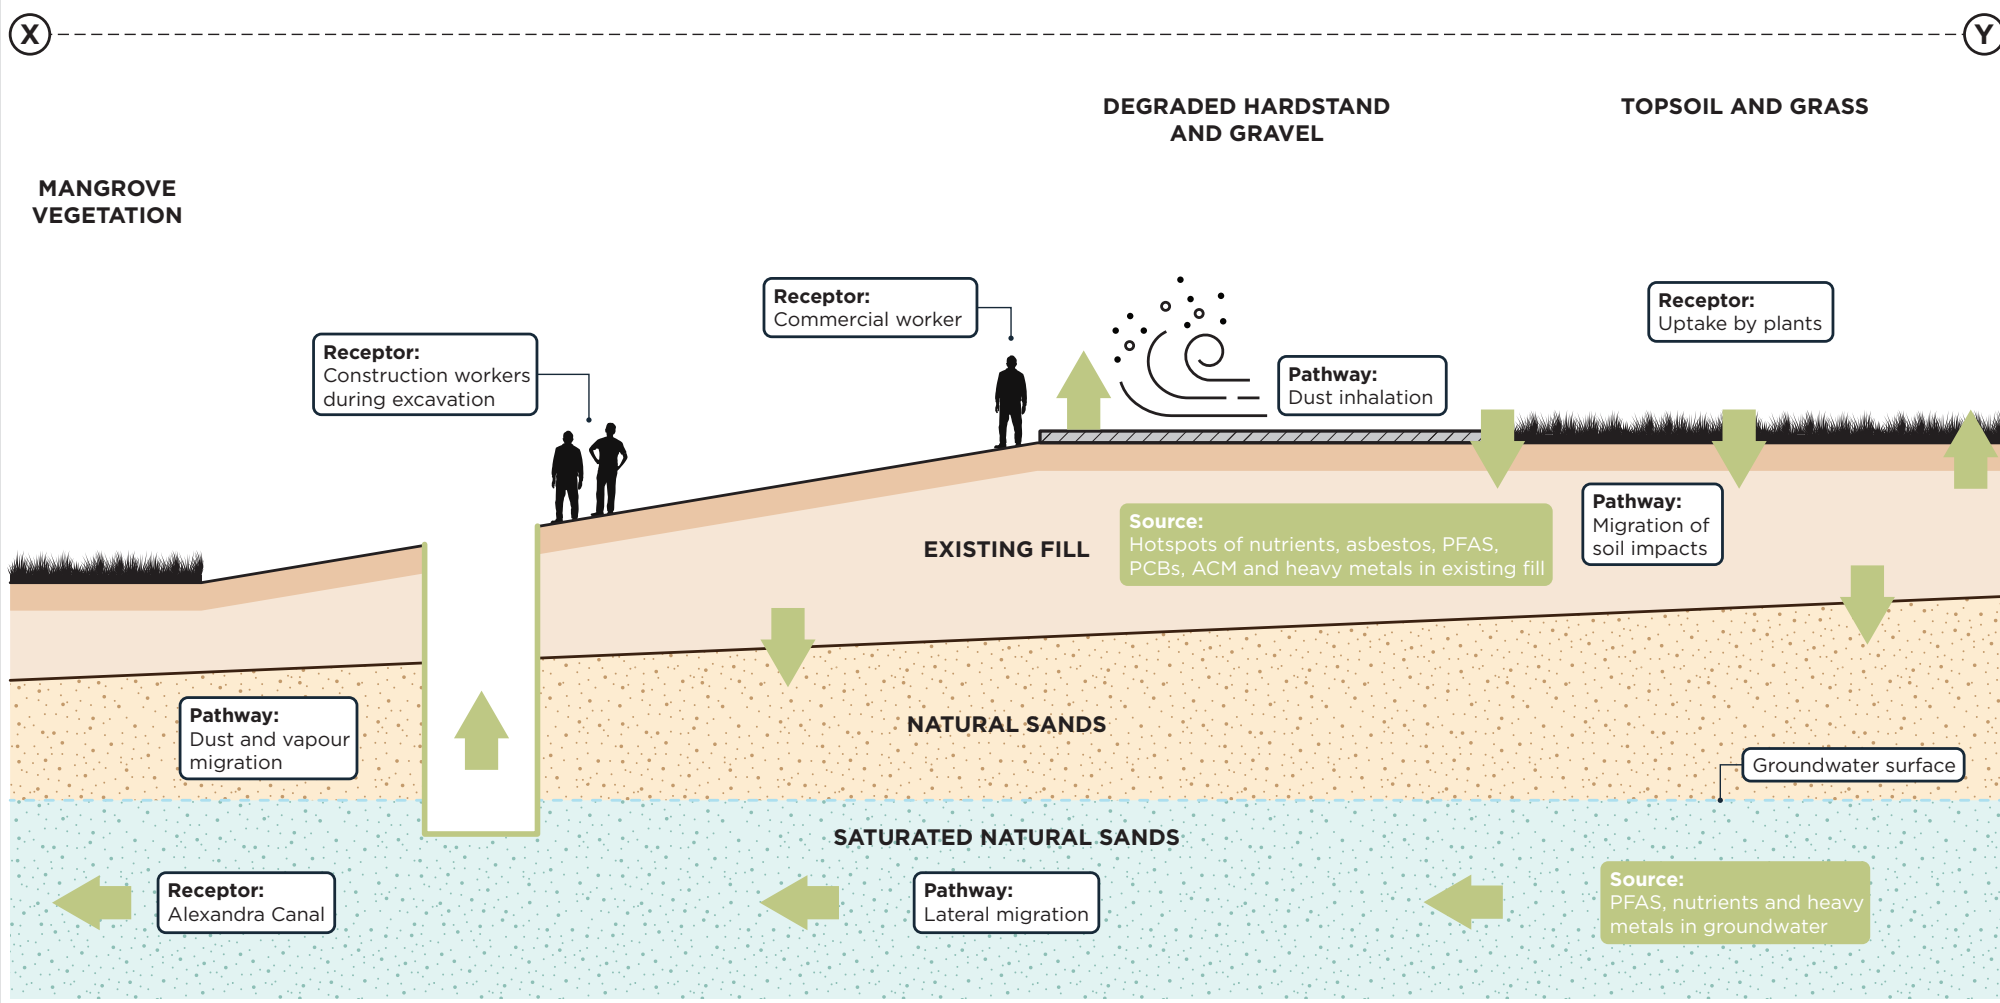 X
Y
DEGRADED HARDSTAND
AND GRAVEL
TOPSOIL AND GRASS
MANGROVE
VEGETATION
Receptor:
Commercial worker
Receptor:
Uptake by plants
Receptor:
Construction workers
during excavation
Pathway:
Dust inhalation
Pathway:
Migration of
soil impacts
Source:
Hotspots of nutrients, asbestos, PFAS,
PCBs, ACM and heavy metals in existing fill
EXISTING FILL
Pathway:
Dust and vapour
migration
NATURAL SANDS
Groundwater surface
SATURATED NATURAL SANDS
Receptor:
Alexandra Canal
Pathway:
Lateral migration
Source:
PFAS, nutrients and heavy
metals in groundwater